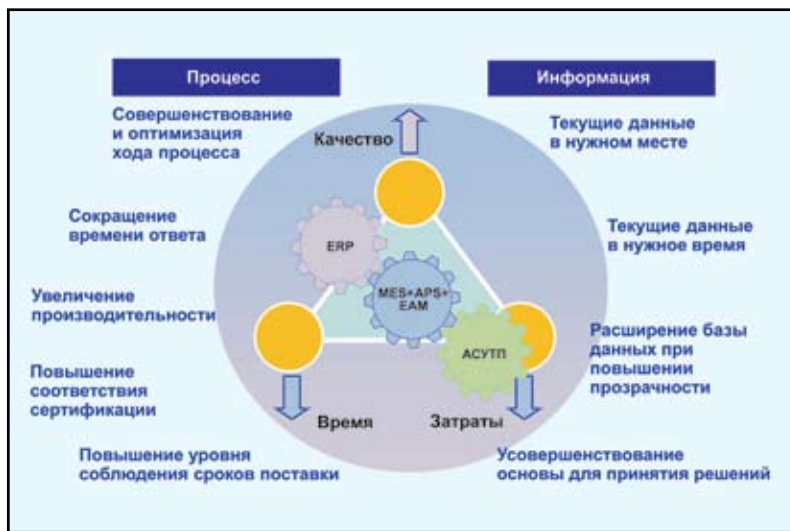 Процесс
Совершенствование
и оптимизация
хода процесса
Сокращение
времени ответа
Увеличение
производительности
Повышение
соответствия
сертификации
Повышение уровня
соблюдения сроков поставки
Качество
ERP
MES+APS+
EAM
АСУТП
Время
Затраты
Информация
Текущие данные
в нужном месте
Текущие данные
в нужное время
Расширение базы
данных при
повышении
прозрачности
Усовершенствование
основы для принятия решений